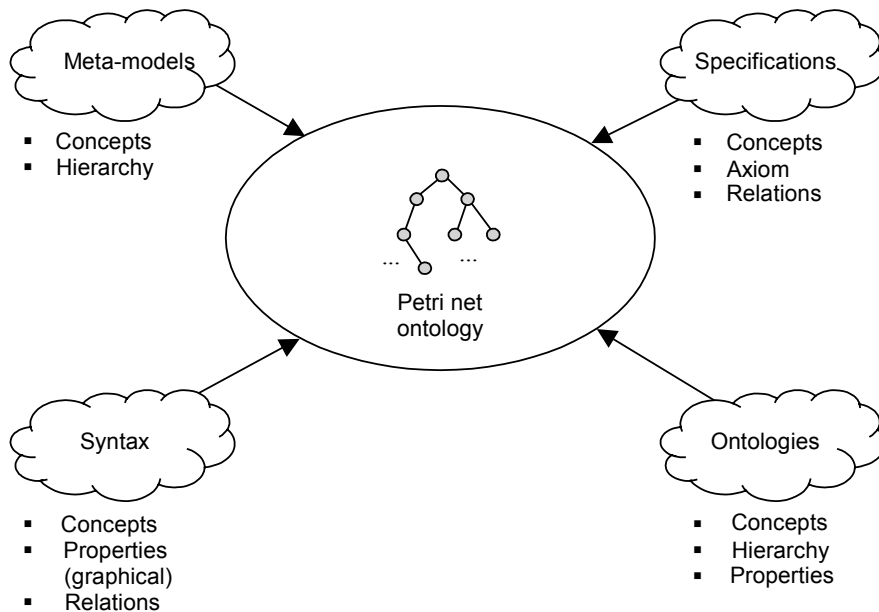 Meta-models
▪ Concepts
▪ Hierarchy
Specifications
▪ Concepts
▪ Axiom
▪ Relations
... ...
Petri net
ontology
Syntax
▪ Concepts
▪ Properties
(graphical)
▪ Relations
Ontologies
▪ Concepts
▪ Hierarchy
▪ Properties